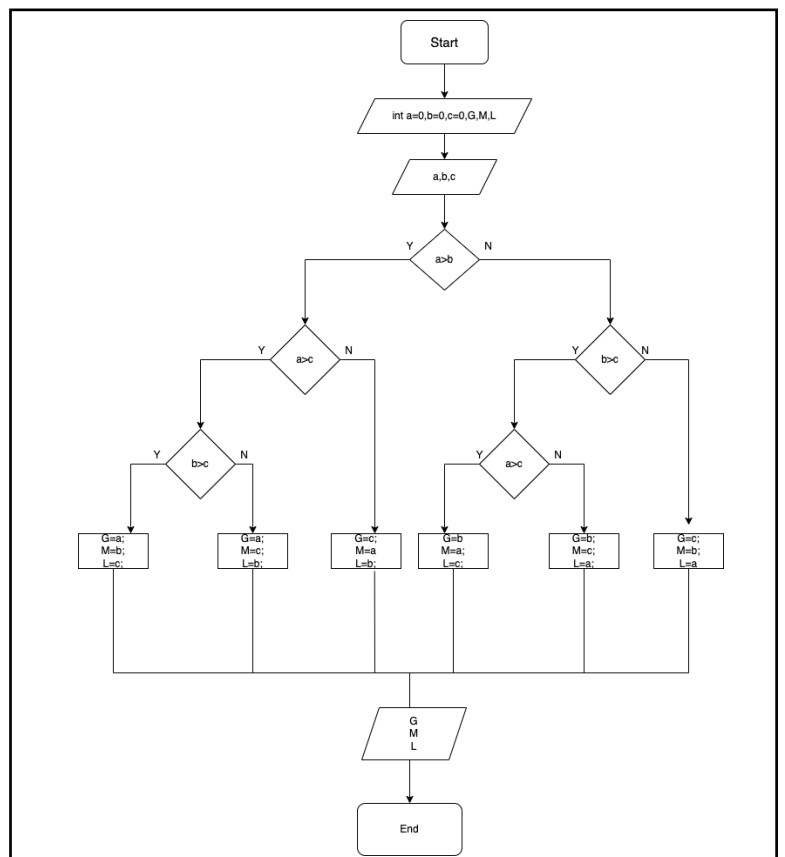 Start
int a=0,b=0,c=0,G,M,L
a,b,c
Y
a>b
N
Y
a>c
N
Y
b>c
N
Y
b>c
N
Y
a>c
N
G=a;
M=b;
L=c;
G=a;
M=c;
L=b;
G=c;
M=a
L=b;
G=b
M=a;
L=c;
G=b;
M=c;
L=a;
G=c;
M=b;
L=a
G
M
L
End